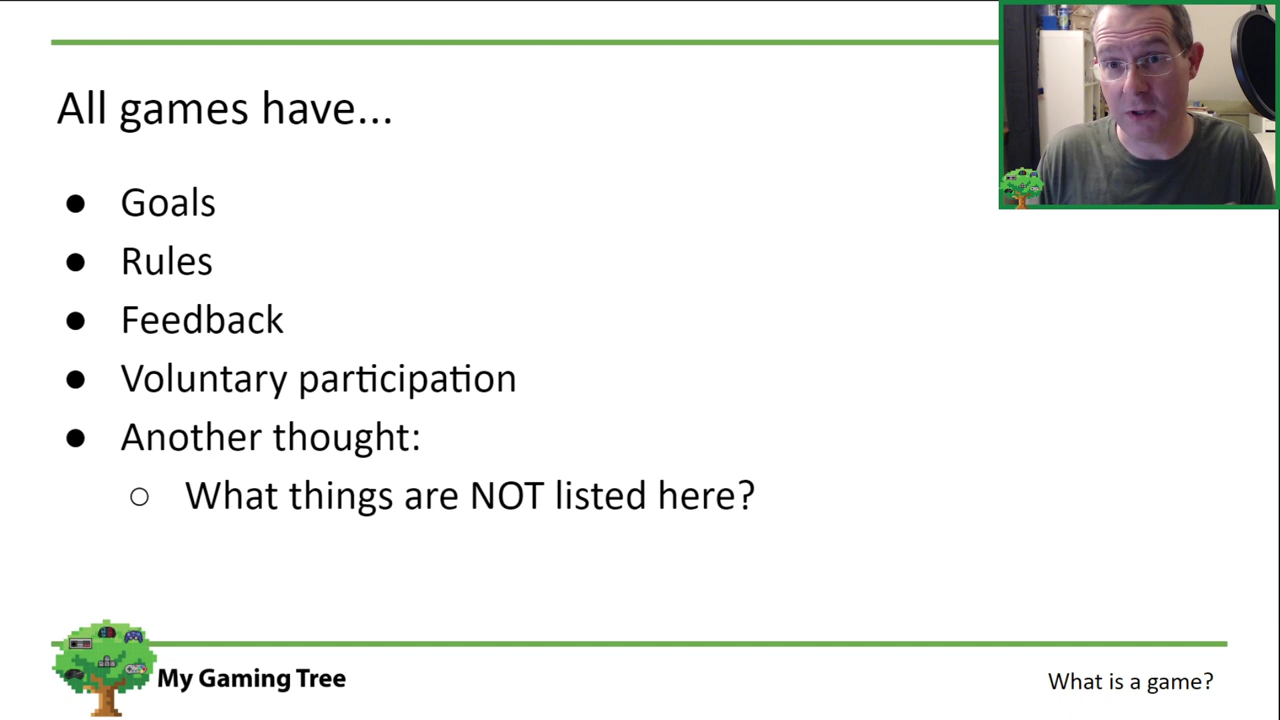 All games have...
● Goals
● Rules
● Feedback
● Voluntary participation
● Another thought:
○ What things are NOT listed here?
My Gaming Tree
What is a game?